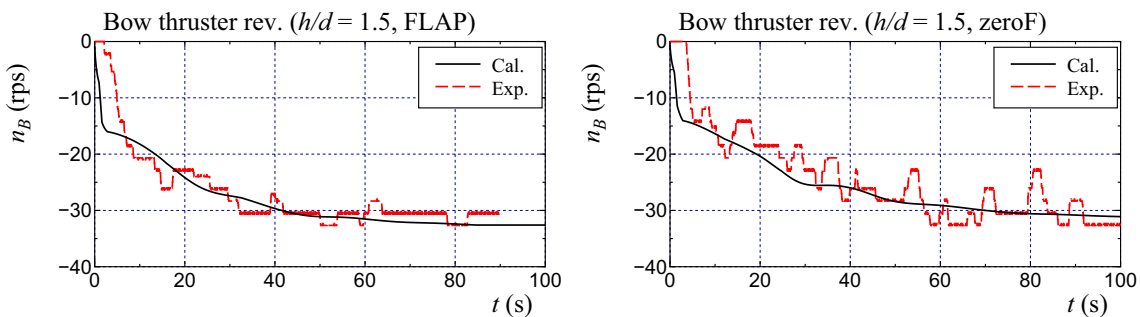 Bow thruster rev. (h/d = 1.5, FLAP)
0
−10
−20
−30
−40
n_B (rps)
Cal.
Exp.
0 20 40 60 80 100
t (s)
Bow thruster rev. (h/d = 1.5, zeroF)
0
−10
−20
−30
−40
n_B (rps)
Cal.
Exp.
0 20 40 60 80 100
t (s)